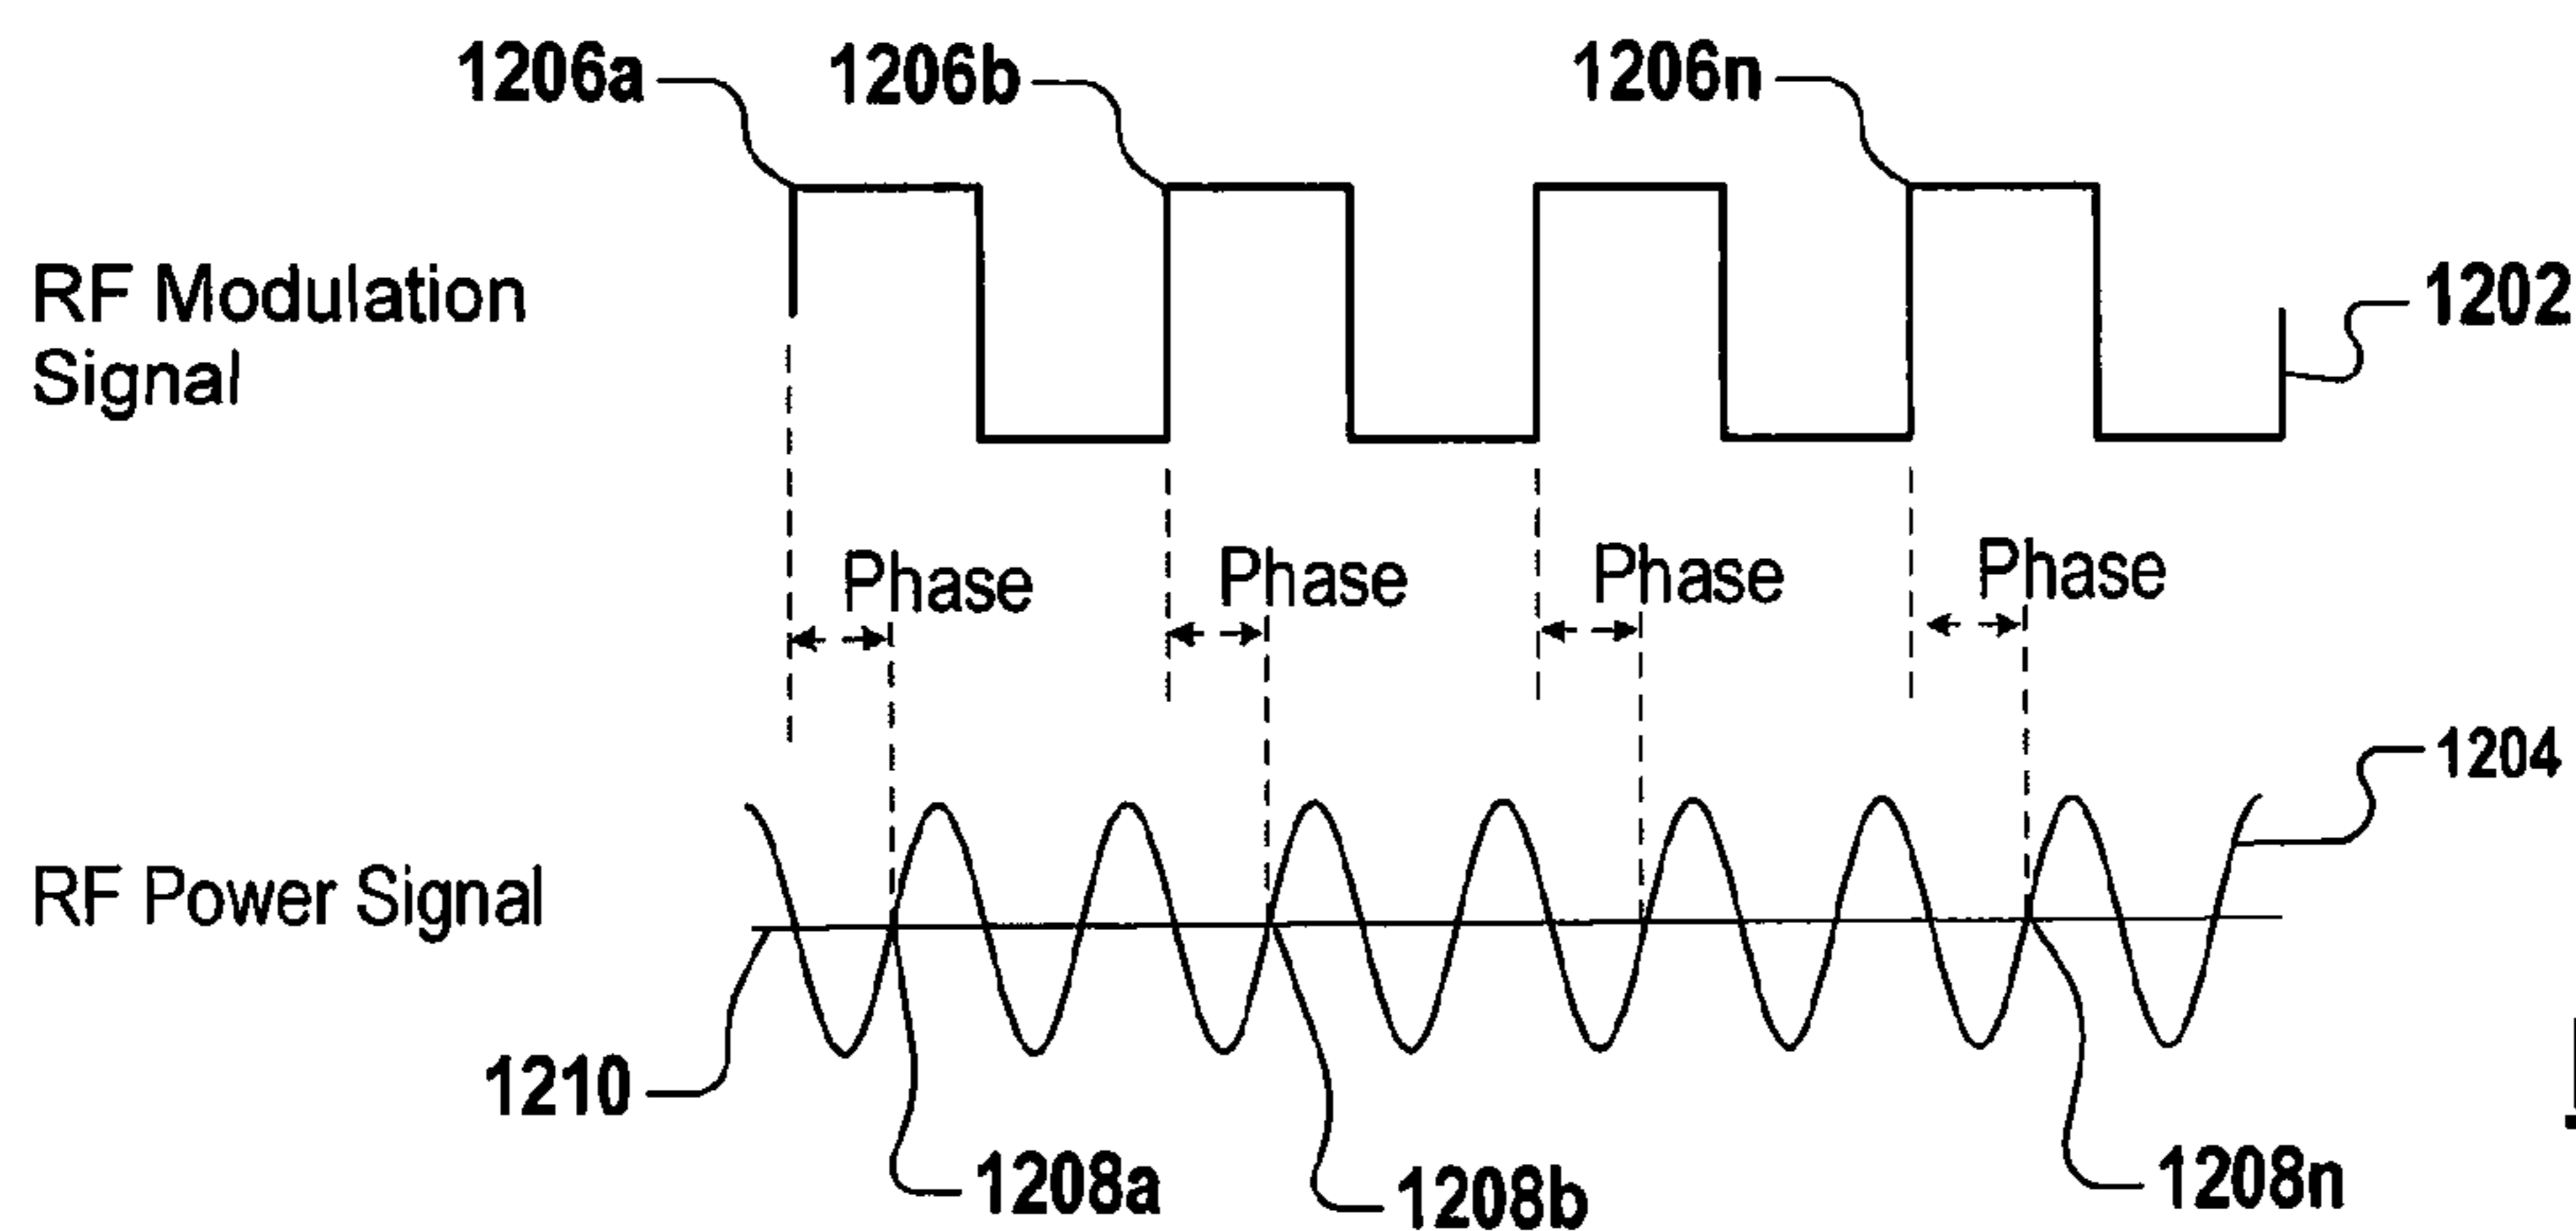 1206a 1206b 1206n
RF Modulation
Signal
1202
Phase Phase Phase Phase
1204
RF Power Signal
1210
1208a 1208b 1208n